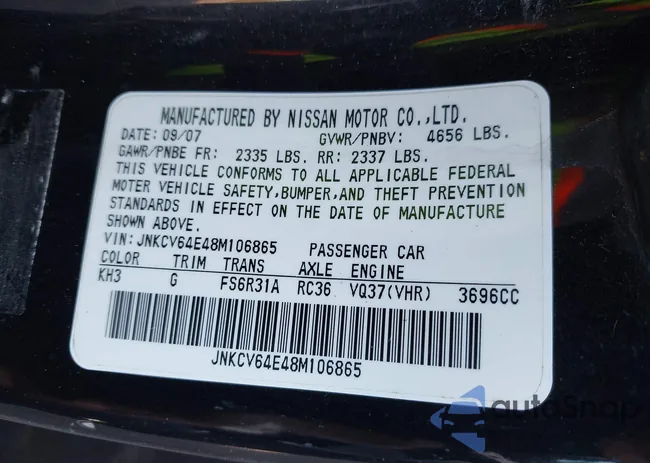 MANUFACTURED BY NISSAN MOTOR CO.,LTD.
DATE: 09/07 GVWR/PNBV: 4656 LBS.
GAWR/PNBE FR: 2335 LBS. RR: 2337 LBS.
THIS VEHICLE CONFORMS TO ALL APPLICABLE FEDERAL
MOTOR VEHICLE SAFETY,BUMPER,AND THEFT PREVENTION
STANDARDS IN EFFECT ON THE DATE OF MANUFACTURE
SHOWN ABOVE.
VIN: JNKCV64E48M106865 PASSENGER CAR
COLOR TRIM TRANS AXLE ENGINE
KH3 G FS6R31A RC36 VQ37(VHR) 3696CC
JNKCV64E48M106865
autoSnap